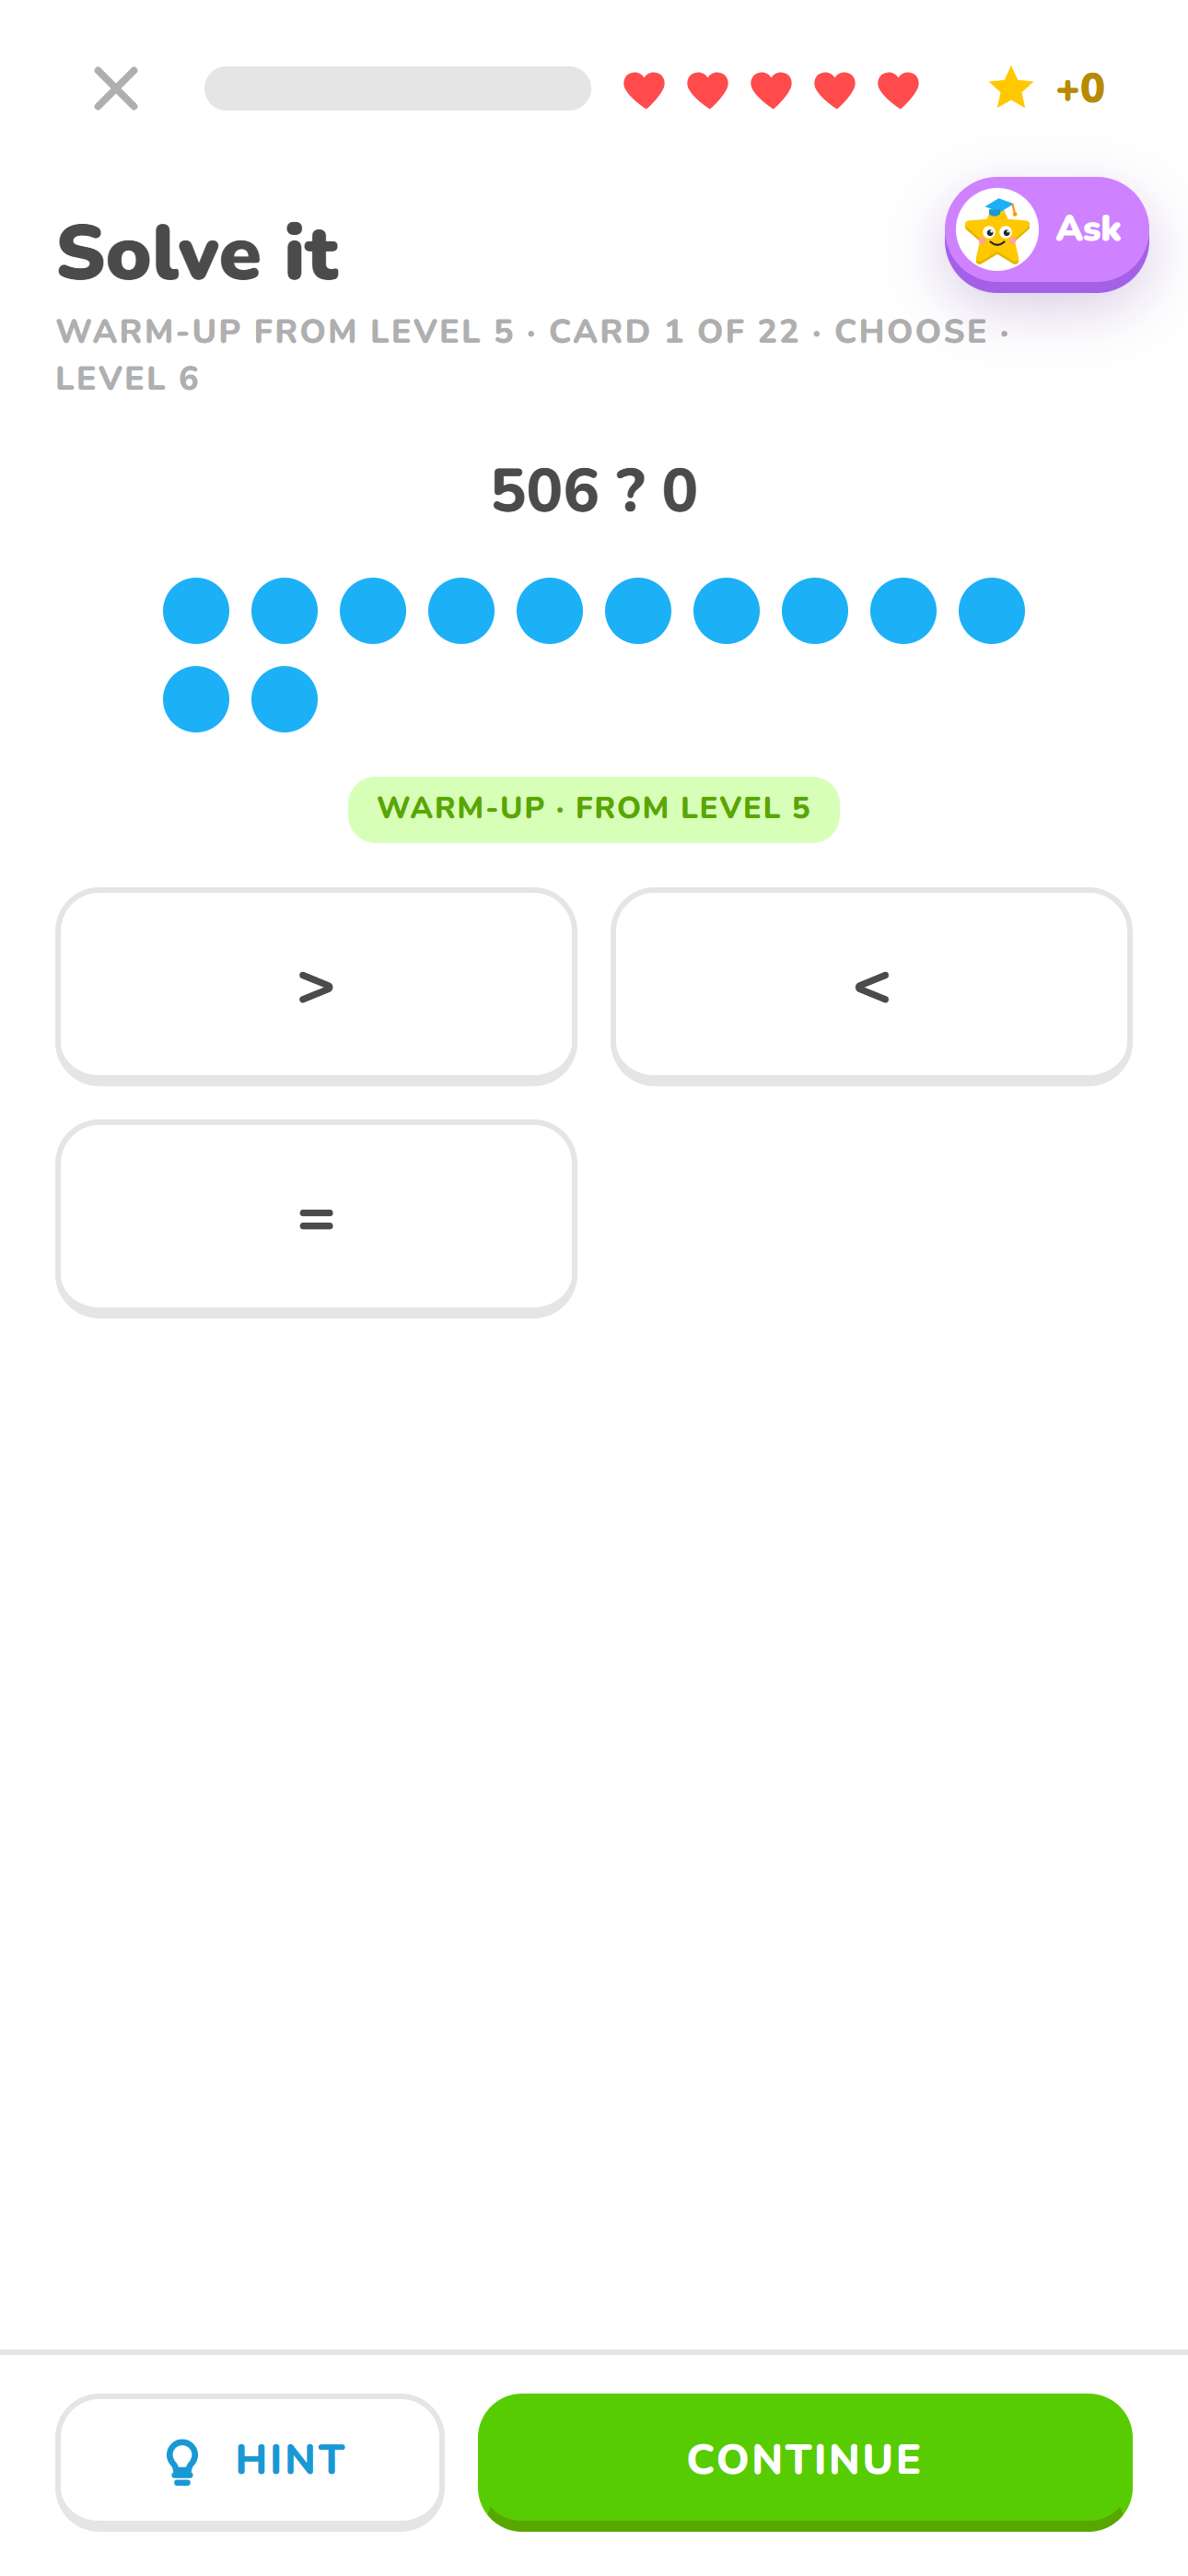 +0
Ask
Solve it
WARM-UP FROM LEVEL 5 · CARD 1 OF 22 · CHOOSE ·
LEVEL 6
506 ? 0
WARM-UP · FROM LEVEL 5
> <
=
HINT CONTINUE